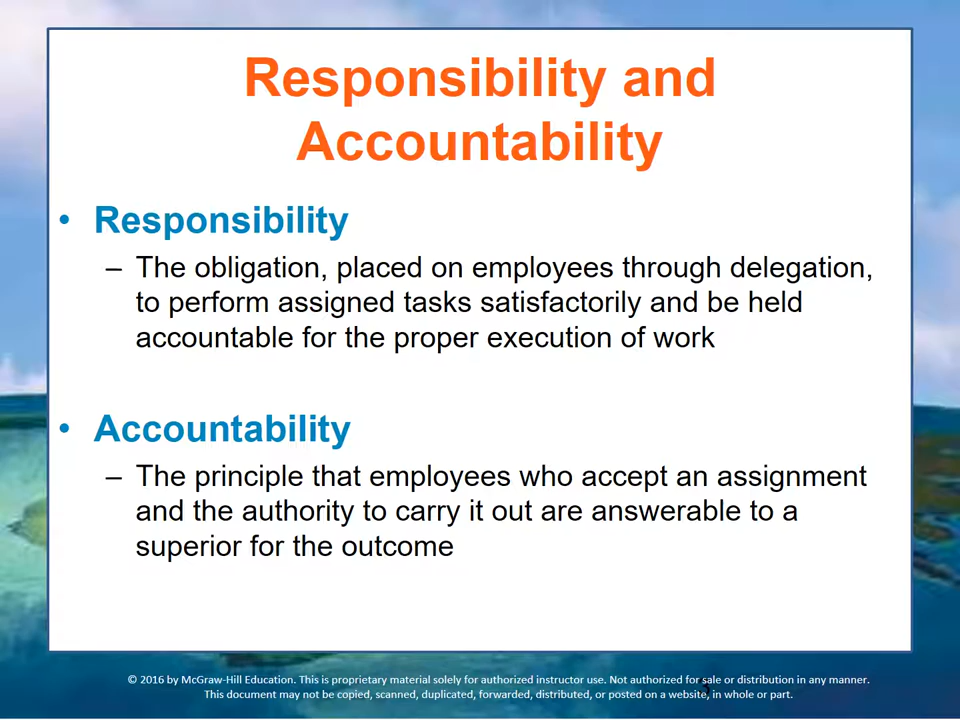 Responsibility and
Accountability
• Responsibility
– The obligation, placed on employees through delegation,
to perform assigned tasks satisfactorily and be held
accountable for the proper execution of work
• Accountability
– The principle that employees who accept an assignment
and the authority to carry it out are answerable to a
superior for the outcome
© 2016 by McGraw-Hill Education. This is proprietary material solely for authorized instructor use. Not authorized for sale or distribution in any manner.
This document may not be copied, scanned, duplicated, forwarded, distributed, or posted on a website, in whole or part.